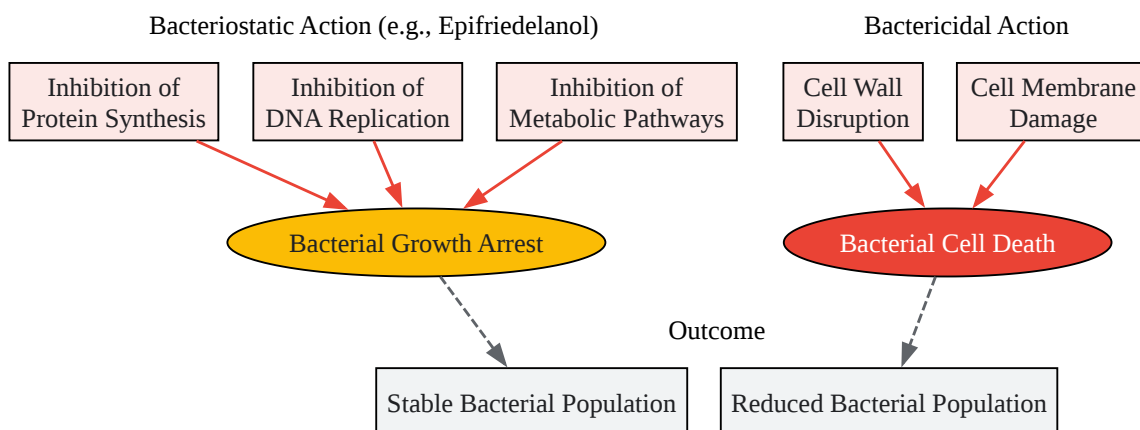 Bacteriostatic Action (e.g., Epifriedelanol)
Bactericidal Action
Inhibition of
Protein Synthesis
Inhibition of
DNA Replication
Inhibition of
Metabolic Pathways
Cell Wall
Disruption
Cell Membrane
Damage
Bacterial Growth Arrest
Bacterial Cell Death
Outcome
Stable Bacterial Population
Reduced Bacterial Population